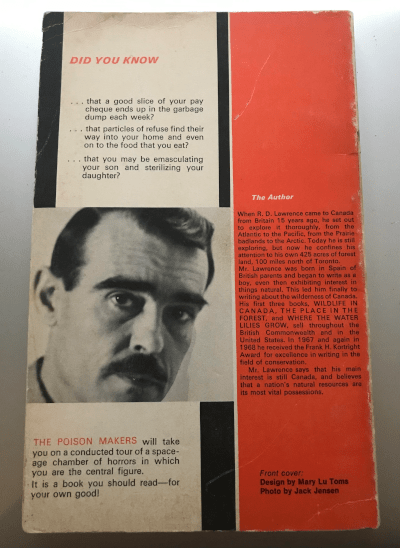 DID YOU KNOW
. . . that a good slice of your pay
cheque ends up in the garbage
dump each week?
. . . that particles of refuse find their
way into your home and even
on to the food that you eat?
. . . that you may be emasculating
your son and sterilizing your
daughter?
THE POISON MAKERS will take
you on a conducted tour of a space-
age chamber of horrors in which
you are the central figure.
It is a book you should read—for
your own good!
The Author
When R. D. Lawrence came to Canada
from Britain 15 years ago, he set out
to explore it thoroughly, from the
Atlantic to the Pacific, from the Prairie
badlands to the Arctic. Today he is still
exploring, but now he confines his
attention to his own 425 acres of forest
land, 100 miles north of Toronto.
Mr. Lawrence was born in Spain of
British parents and began to write as a
boy, even then exhibiting interest in
things natural. This led him finally to
writing about the wilderness of Canada.
His first three books, WILDLIFE IN
CANADA, THE PLACE IN THE
FOREST, and WHERE THE WATER
LILIES GROW, sell throughout the
British Commonwealth and in the
United States. In 1967 and again in
1968 he received the Frank H. Kortright
Award for excellence in writing in the
field of conservation.
Mr. Lawrence says that his main
interest is still Canada, and believes
that a nation's natural resources are
its most vital possessions.
Front cover:
Design by Mary Lu Toms
Photo by Jack Jensen